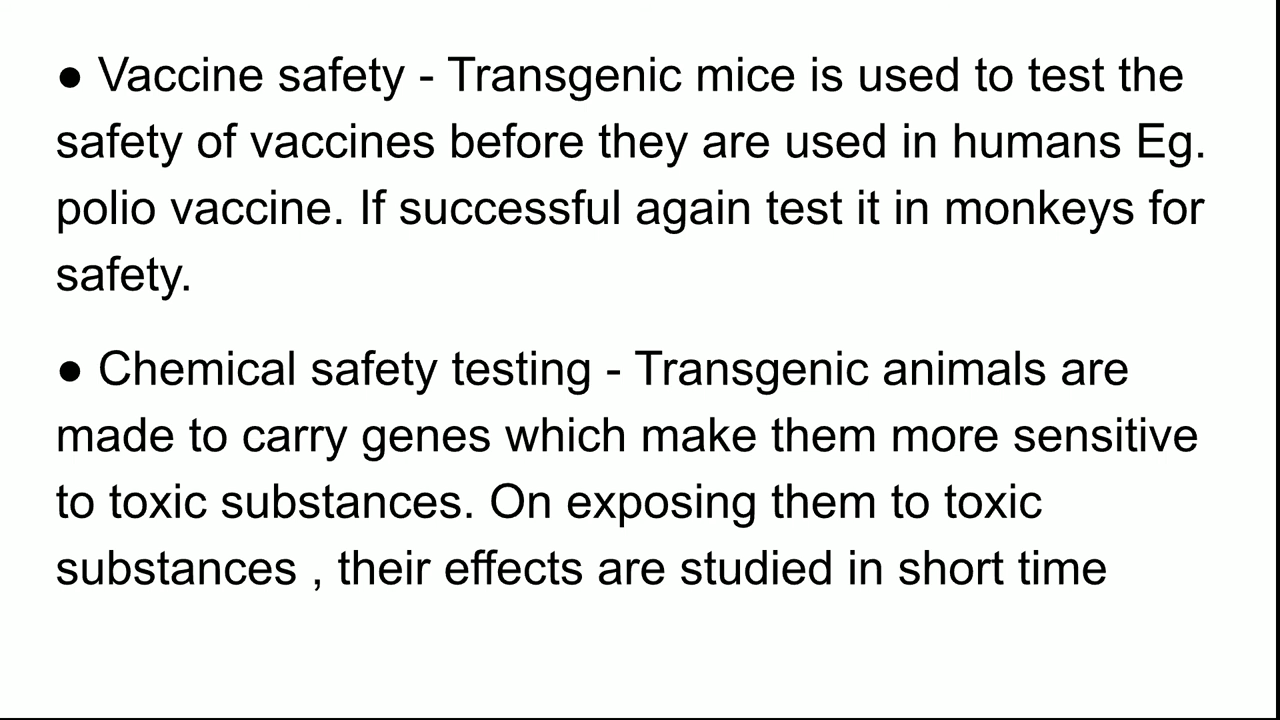 ● Vaccine safety - Transgenic mice is used to test the
safety of vaccines before they are used in humans Eg.
polio vaccine. If successful again test it in monkeys for
safety.
● Chemical safety testing - Transgenic animals are
made to carry genes which make them more sensitive
to toxic substances. On exposing them to toxic
substances , their effects are studied in short time